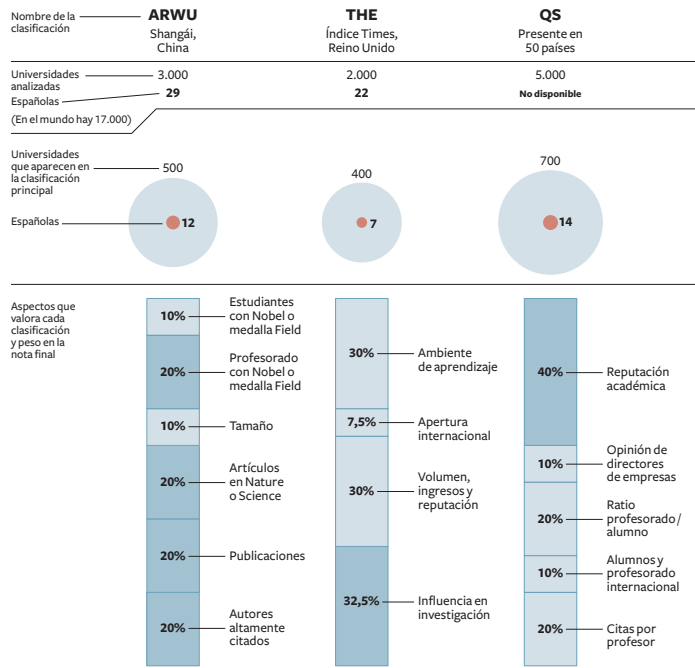 Nombre de la
clasificación
ARWU
Shangái,
China
THE
Índice Times,
Reino Unido
QS
Presente en
50 países
Universidades
analizadas
3.000
2.000
5.000
Españolas
29
22
No disponible
(En el mundo hay 17.000)
Universidades
que aparecen en
la clasificación
principal
500
400
700
Españolas
12
7
14
Aspectos que
valora cada
clasificación
y peso en la
nota final
10%
Estudiantes
con Nobel o
medalla Field
20%
Profesorado
con Nobel o
medalla Field
10%
Tamaño
20%
Artículos
en Nature
o Science
20%
Publicaciones
20%
Autores
altamente
citados
30%
Ambiente
de aprendizaje
7,5%
Apertura
internacional
30%
Volumen,
ingresos y
reputación
32,5%
Influencia en
investigación
40%
Reputación
académica
10%
Opinión de
directores
de empresas
20%
Ratio
profesorado/
alumno
10%
Alumnos y
profesorado
internacional
20%
Citas por
profesor